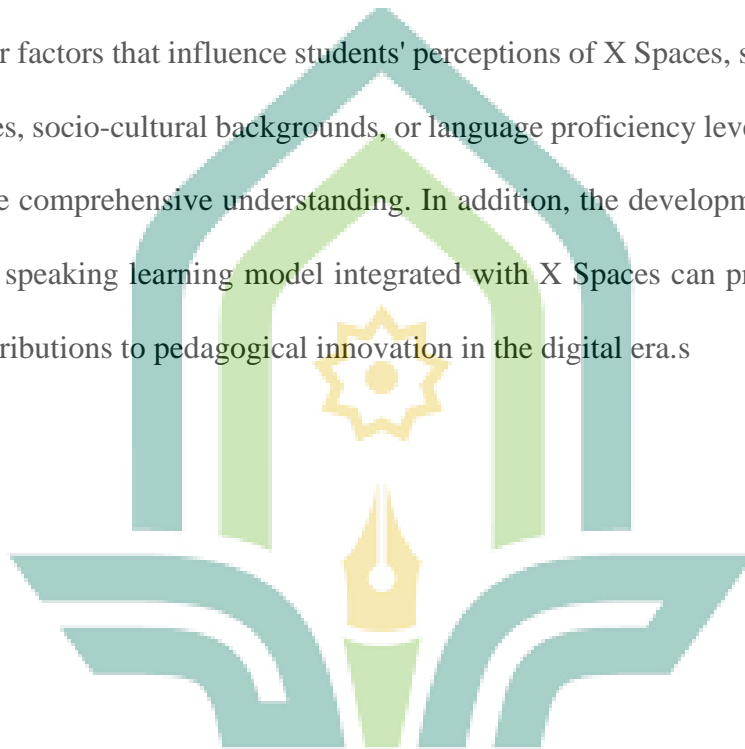 r factors that influence students' perceptions of X Spaces, s
es, socio-cultural backgrounds, or language proficiency leve
e comprehensive understanding. In addition, the developm
speaking learning model integrated with X Spaces can pr
ributions to pedagogical innovation in the digital era.s